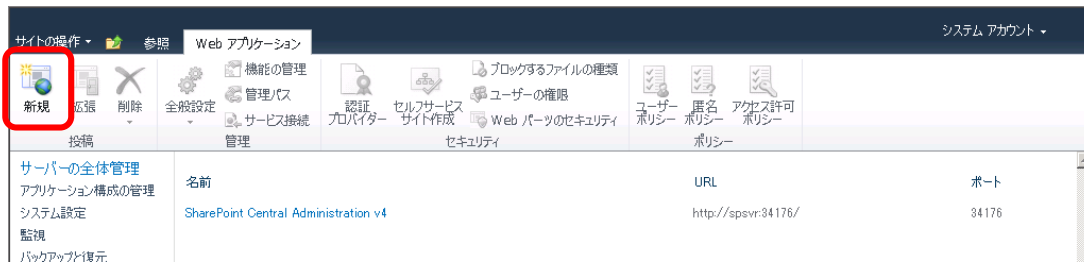 システム アカウント
サイトの操作 参照 Web アプリケーション
新規 拡張 削除 全般設定 機能の管理 管理パス サービス接続 認証プロバイダー セルフサービス サイト作成 ブロックするファイルの種類 ユーザーの権限 Web パーツのセキュリティ ユーザー ポリシー 匿名 ポリシー アクセス許可 ポリシー
投稿 管理 セキュリティ ポリシー
サーバーの全体管理
アプリケーション構成の管理
システム設定
監視
バックアップと復元
名前 URL ポート
SharePoint Central Administration v4 http://spsvr:34176/ 34176